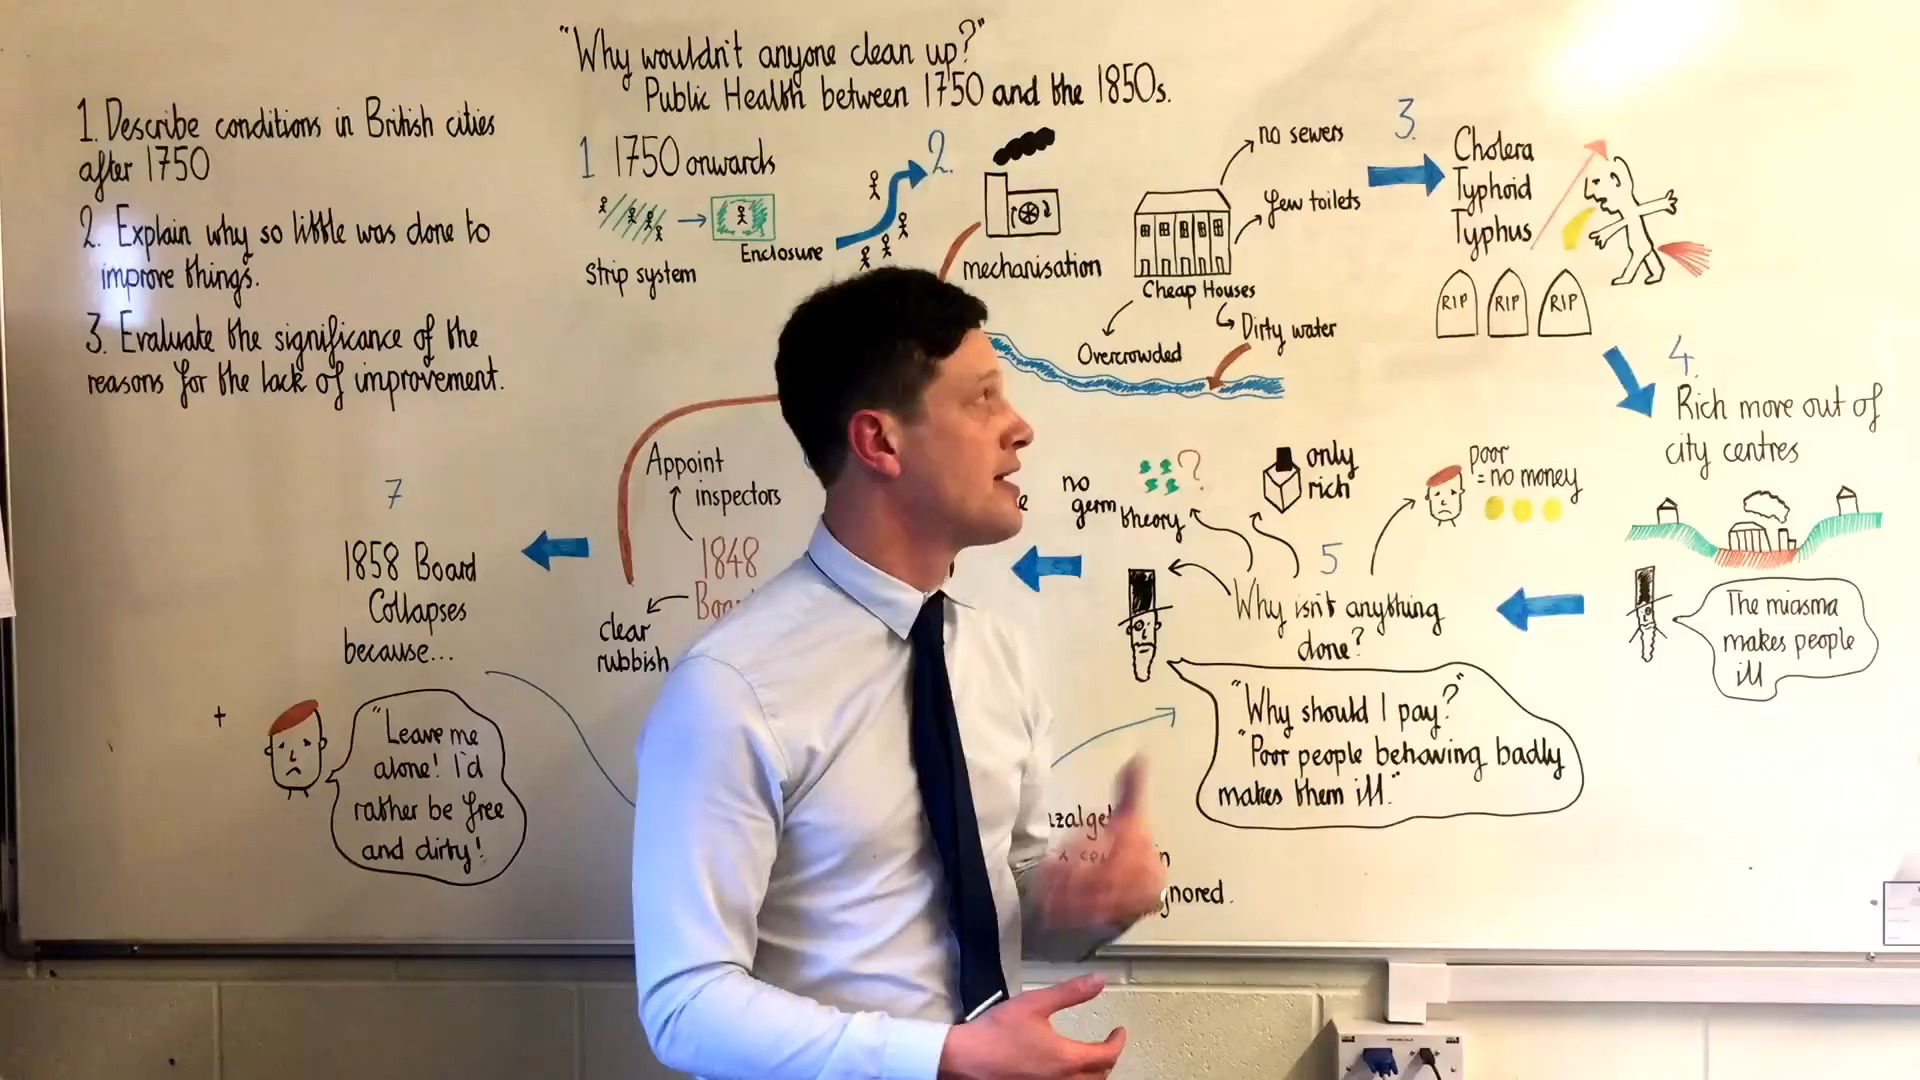 "Why wouldn't anyone clean up?"
Public Health between 1750 and the 1850s.
1. Describe conditions in British cities
after 1750
2. Explain why so little was done to
improve things.
3. Evaluate the significance of the
reasons for the lack of improvement.
1 1750 onwards
Strip system
Enclosure
2.
mechanisation
no sewers
few toilets
Cheap Houses
Overcrowded
Dirty water
3.
Cholera
Typhoid
Typhus
RIP RIP RIP
4.
Rich move out of
city centres
The miasma
makes people
ill
5
Why isn't anything
done?
poor
= no money
only
rich
no
germ theory
?
"Why should I pay?"
"Poor people behaving badly
makes them ill."
Appoint
inspectors
1848
clear
rubbish
7
1858 Board
Collapses
because...
+
"Leave me
alone! I'd
rather be free
and dirty!